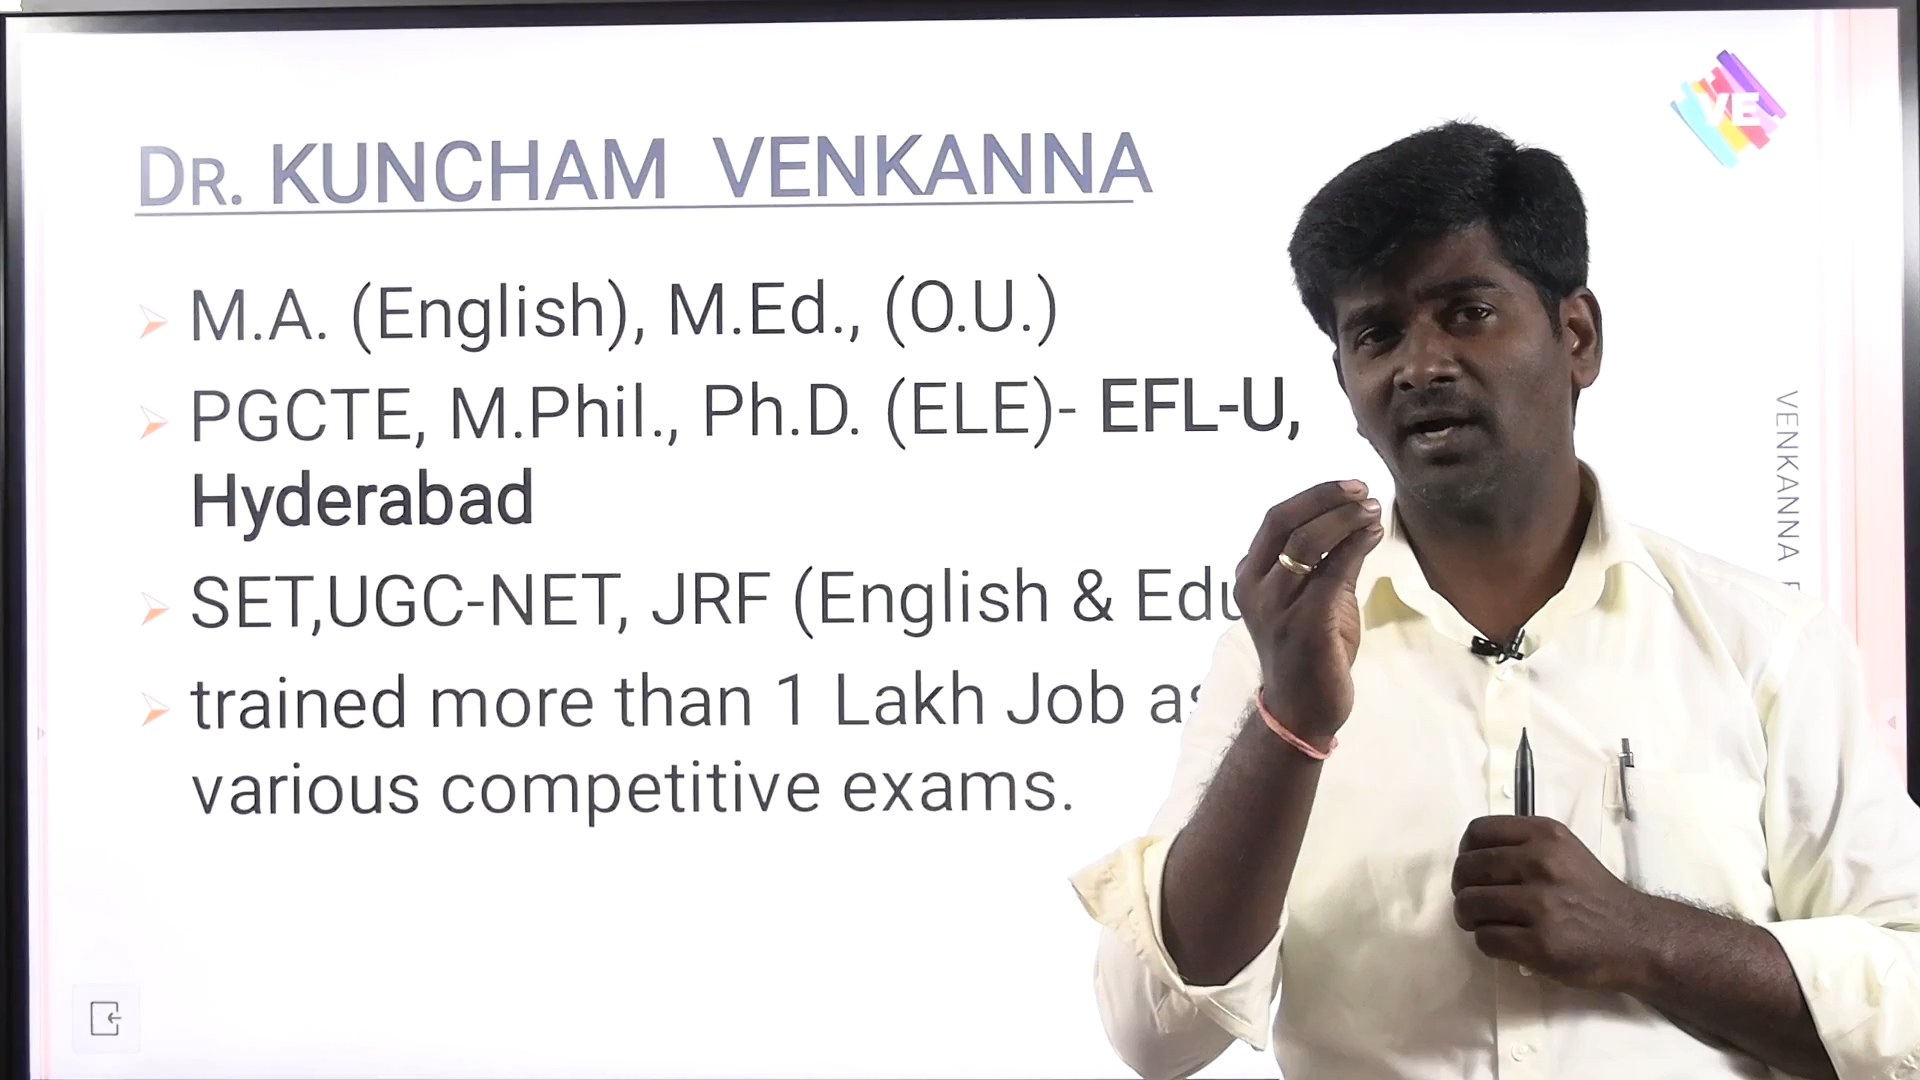 DR. KUNCHAM VENKANNA
M.A. (English), M.Ed., (O.U.)
PGCTE, M.Phil., Ph.D. (ELE)- EFL-U,
Hyderabad
SET,UGC-NET, JRF (English & Edu
trained more than 1 Lakh Job as
various competitive exams.
VE
VENKANNA